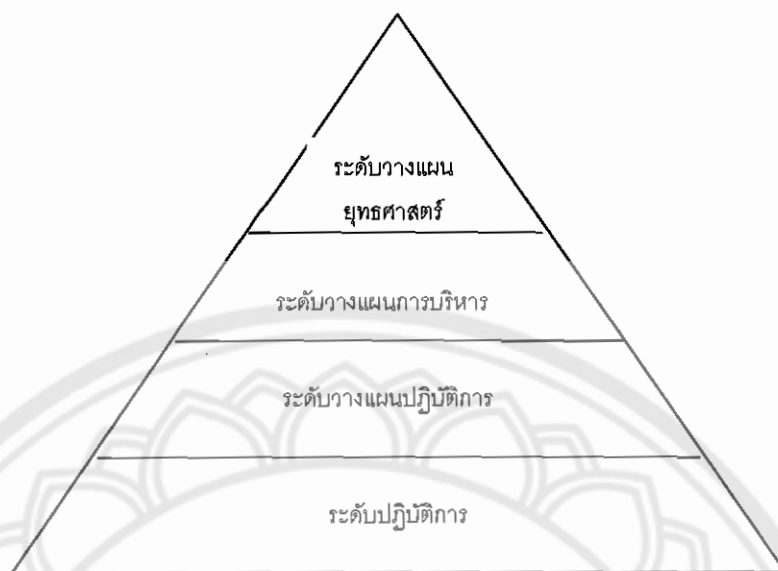 ระดับวางแผน
ยุทธศาสตร์
ระดับวางแผนการบริหาร
ระดับวางแผนปฏิบัติการ
ระดับปฏิบัติการ